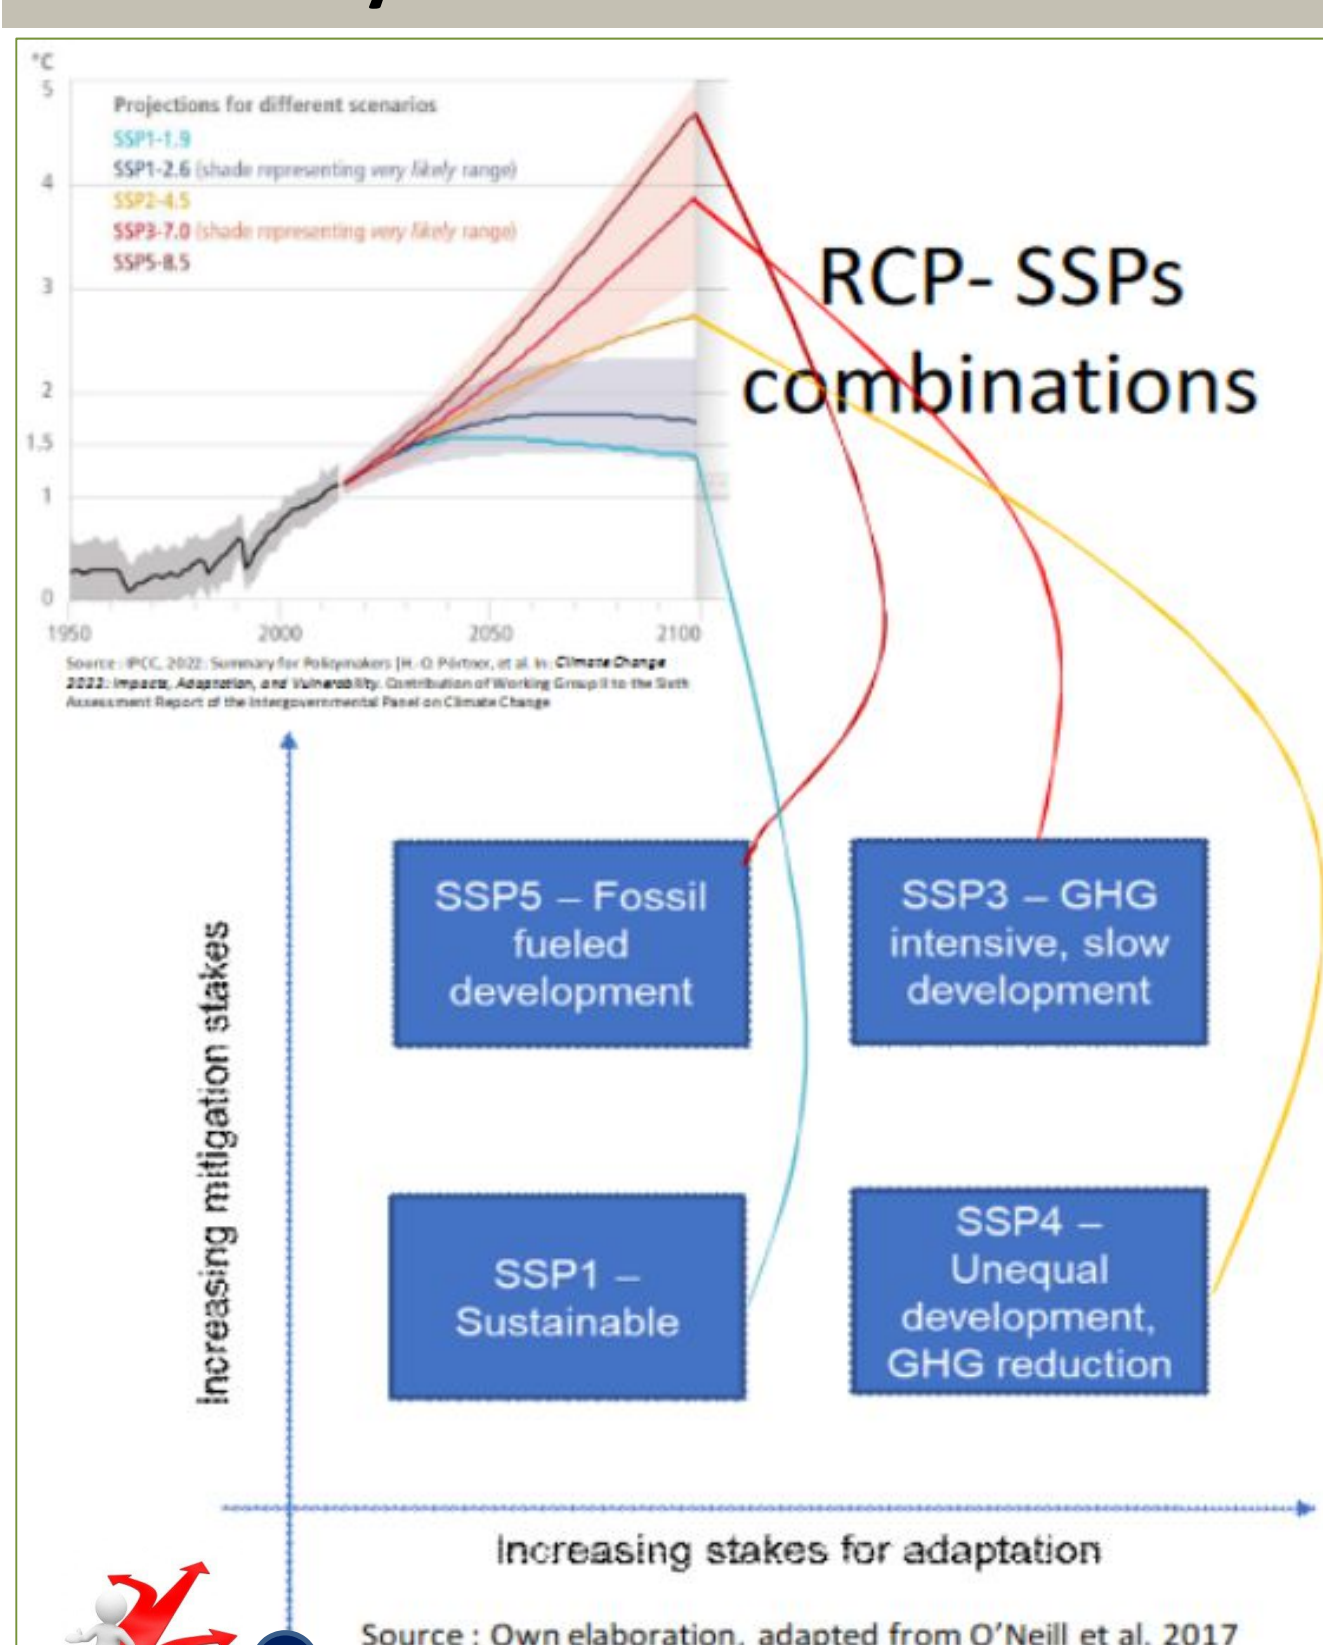 °C
5
4
3
2
1.5
1
0
Projections for different scenarios
SSP1-1.9
SSP1-2.6 (shade representing very likely range)
SSP2-4.5
SSP3-7.0 (shade representing very likely range)
SSP5-8.5
1950 2000 2050 2100
RCP- SSPs
combinations
Source : IPCC, 2022: Summary for Policymakers [H.-O. Pörtner, et al. In: Climate Change
2022: Impacts, Adaptation, and Vulnerability. Contribution of Working Group II to the Sixth
Assessment Report of the Intergovernmental Panel on Climate Change
Increasing mitigation stakes
SSP5 – Fossil
fueled
development
SSP3 – GHG
intensive, slow
development
SSP1 –
Sustainable
SSP4 –
Unequal
development,
GHG reduction
Increasing stakes for adaptation
Source : Own elaboration, adapted from O’Neill et al. 2017